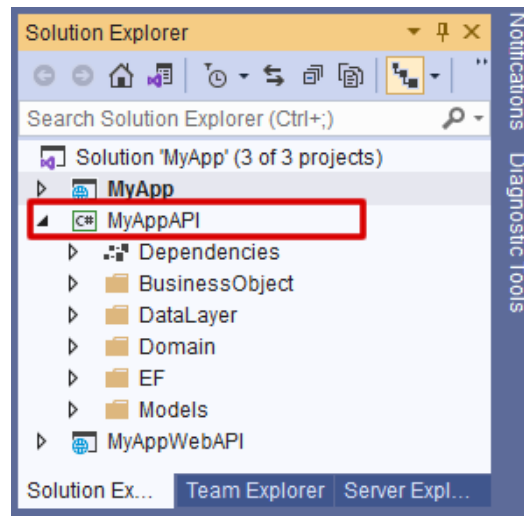 Solution Explorer
Search Solution Explorer (Ctrl+;)
Solution 'MyApp' (3 of 3 projects)
MyApp
C# MyAppAPI
Dependencies
BusinessObject
DataLayer
Domain
EF
Models
MyAppWebAPI
Solution Ex... Team Explorer Server Expl...
Notifications Diagnostic Tools